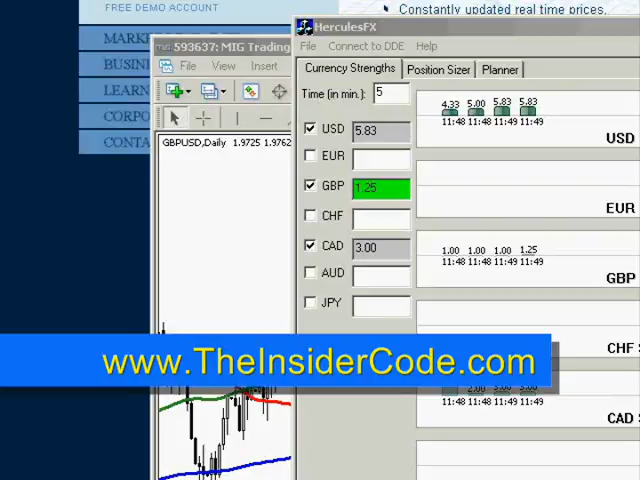 FREE DEMO ACCOUNT
Constantly updated real time prices.
MARKE
BUSINI
LEARN
CORPO
CONTA
593637: MIG Trading
File View Insert
GBPUSD,Daily 1.9725 1.9762
HerculesFX
File Connect to DDE Help
Currency Strengths Position Sizer Planner
Time (in min.) 5
USD 5.83
EUR
GBP 1.25
CHF
CAD 3.00
AUD
JPY
4.33 5.00 5.83 5.83
11:48 11:48 11:49 11:49
USD
EUR
1.00 1.00 1.00 1.25
11:48 11:48 11:49 11:49
GBP
CHF
www.TheInsiderCode.com
11:48 11:48 11:49 11:49
CAD